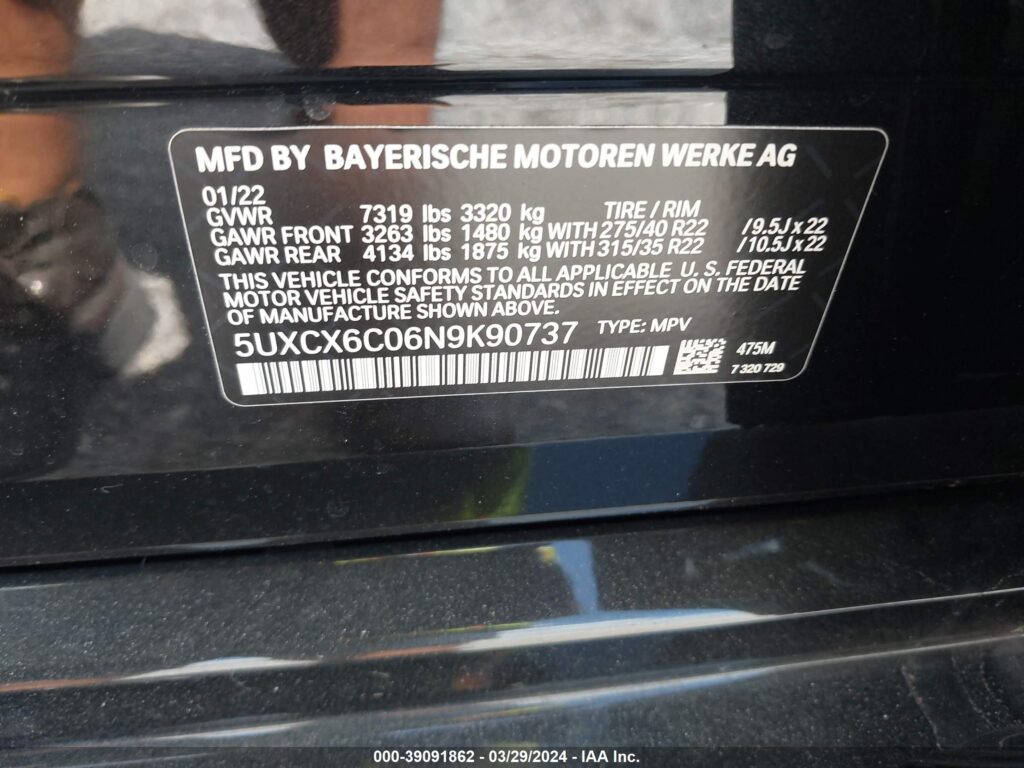 MFD BY BAYERISCHE MOTOREN WERKE AG
01/22 TIRE / RIM
GVWR 7319 lbs 3320 kg
GAWR FRONT 3263 lbs 1480 kg WITH 275/40 R22 /9.5J x 22
GAWR REAR 4134 lbs 1875 kg WITH 315/35 R22 /10.5J x 22
THIS VEHICLE CONFORMS TO ALL APPLICABLE U. S. FEDERAL
MOTOR VEHICLE SAFETY STANDARDS IN EFFECT ON THE DATE
OF MANUFACTURE SHOWN ABOVE.
5UXCX6C06N9K90737 TYPE: MPV
475M
7 320 729
000-39091862 - 03/29/2024 - IAA Inc.